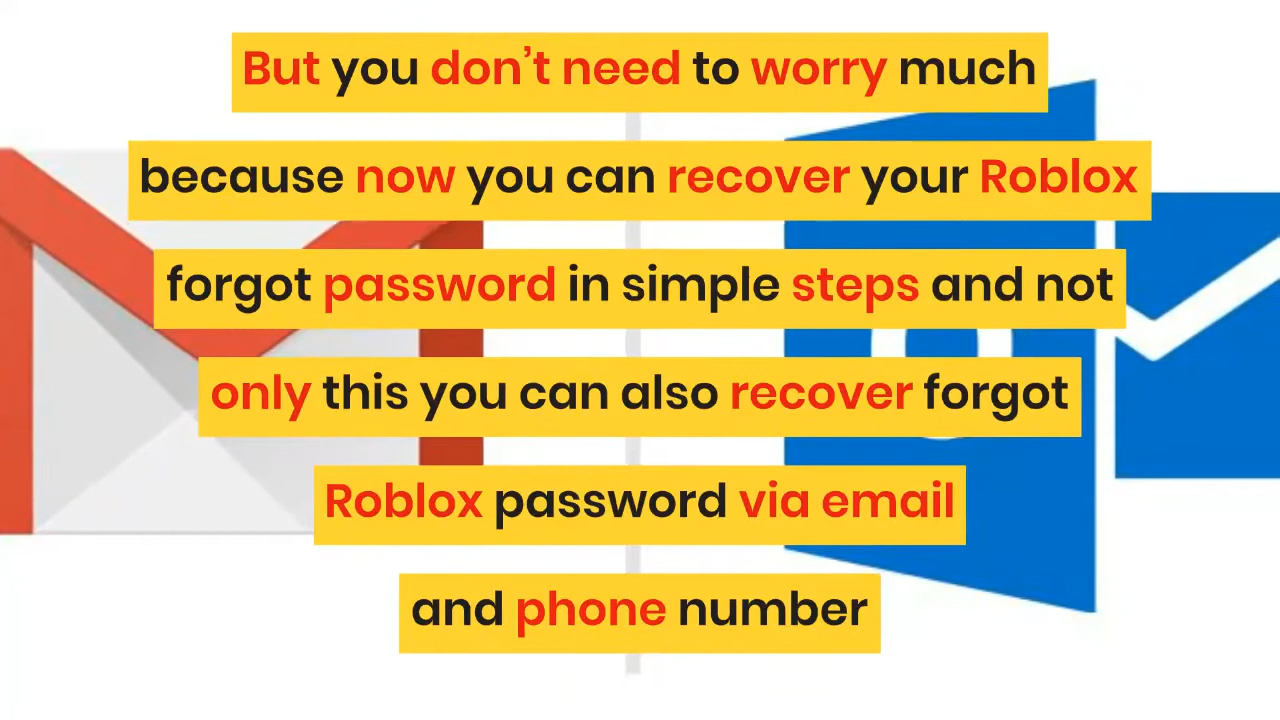 But you don’t need to worry much
because now you can recover your Roblox
forgot password in simple steps and not
only this you can also recover forgot
Roblox password via email
and phone number